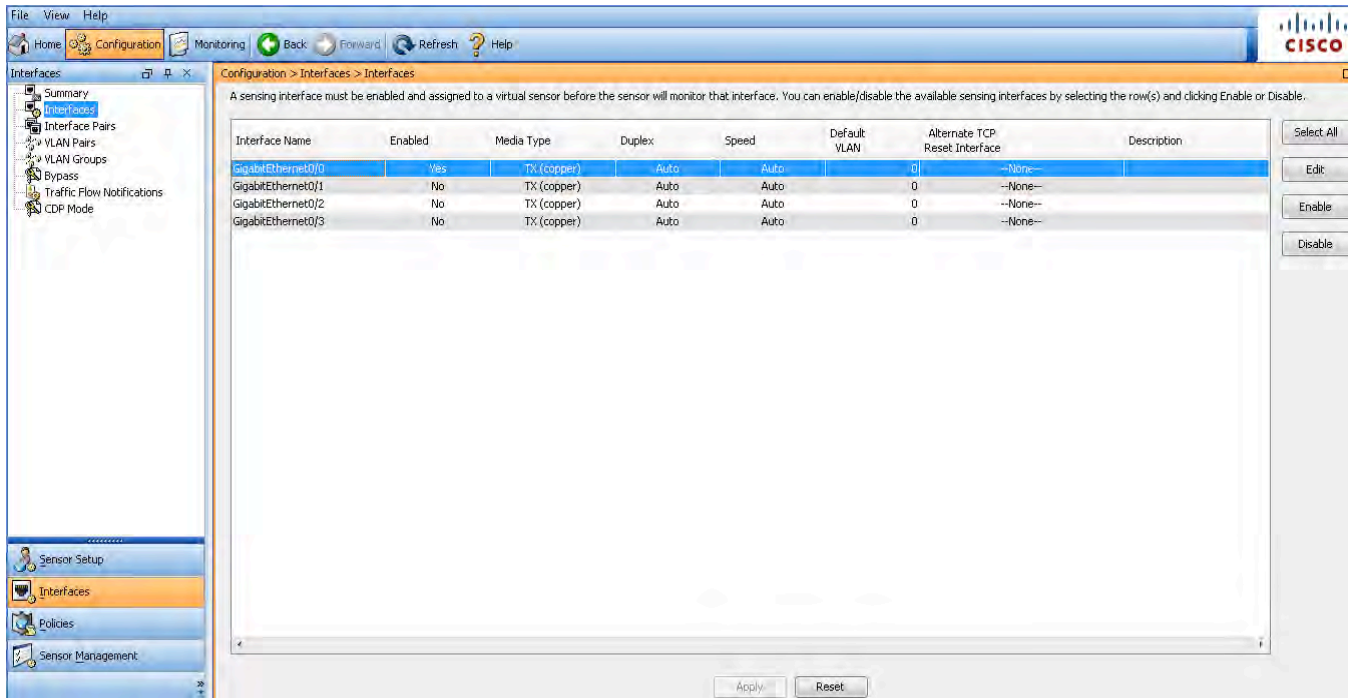 File View Help
Home Configuration Monitoring Back Forward Refresh Help
CISCO
Interfaces
Summary
Interfaces
Interface Pairs
VLAN Pairs
VLAN Groups
Bypass
Traffic Flow Notifications
CDP Mode
Sensor Setup
Interfaces
Policies
Sensor Management
Configuration > Interfaces > Interfaces
A sensing interface must be enabled and assigned to a virtual sensor before the sensor will monitor that interface. You can enable/disable the available sensing interfaces by selecting the row(s) and clicking Enable or Disable.
Interface Name Enabled Media Type Duplex Speed Default VLAN Alternate TCP Reset Interface Description
GigabitEthernet0/0 Yes TX (copper) Auto Auto 0 --None--
GigabitEthernet0/1 No TX (copper) Auto Auto 0 --None--
GigabitEthernet0/2 No TX (copper) Auto Auto 0 --None--
GigabitEthernet0/3 No TX (copper) Auto Auto 0 --None--
Select All
Edit
Enable
Disable
Apply Reset